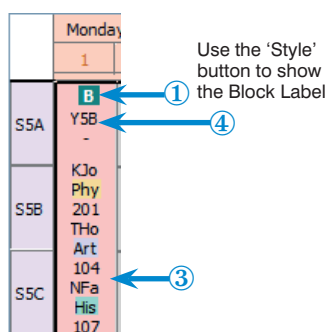 Monday
1
Use the ‘Style’
button to show
the Block Label
B
①
S5A
Y5B
④
-
KJo
Phy
S5B
201
THo
Art
104
③
S5C
NFa
His
107